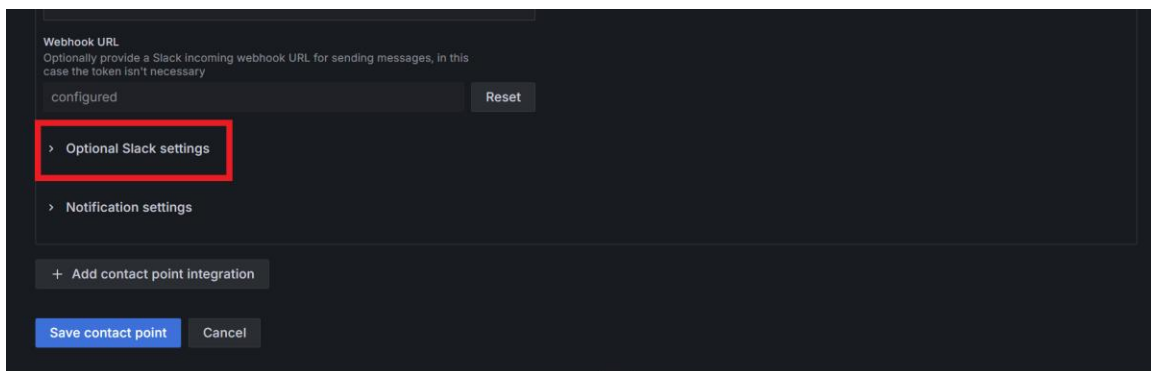 Webhook URL
Optionally provide a Slack incoming webhook URL for sending messages, in this
case the token isn't necessary
configured
Reset
Optional Slack settings
Notification settings
+ Add contact point integration
Save contact point
Cancel